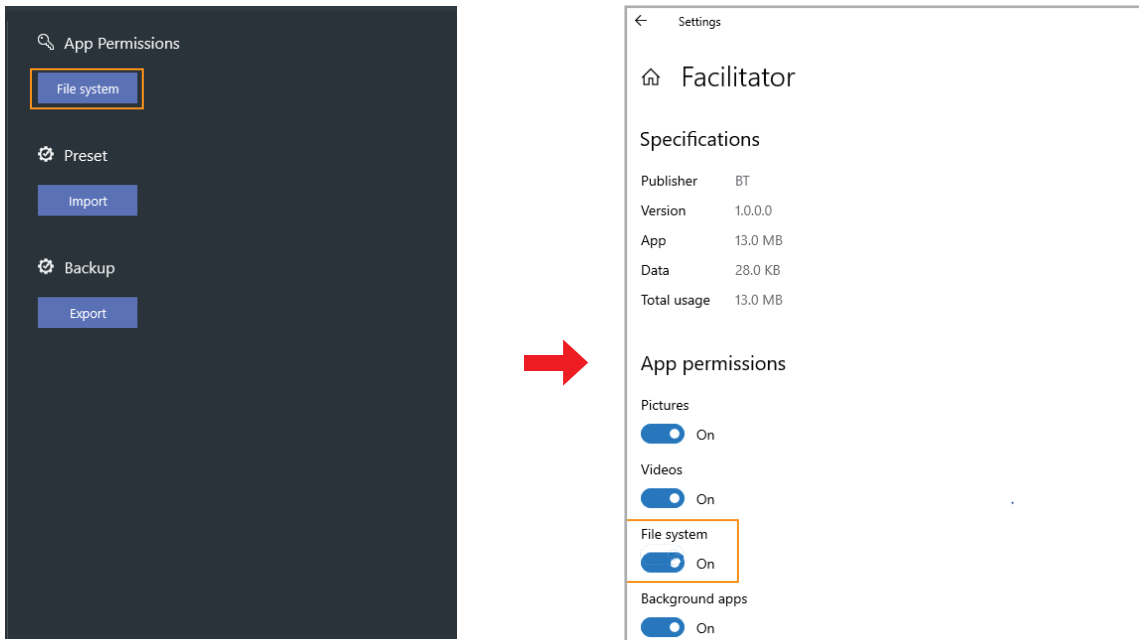 App Permissions
File system
Preset
Import
Backup
Export
Settings
Facilitator
Specifications
Publisher BT
Version 1.0.0.0
App 13.0 MB
Data 28.0 KB
Total usage 13.0 MB
App permissions
Pictures
On
Videos
On
File system
On
Background apps
On